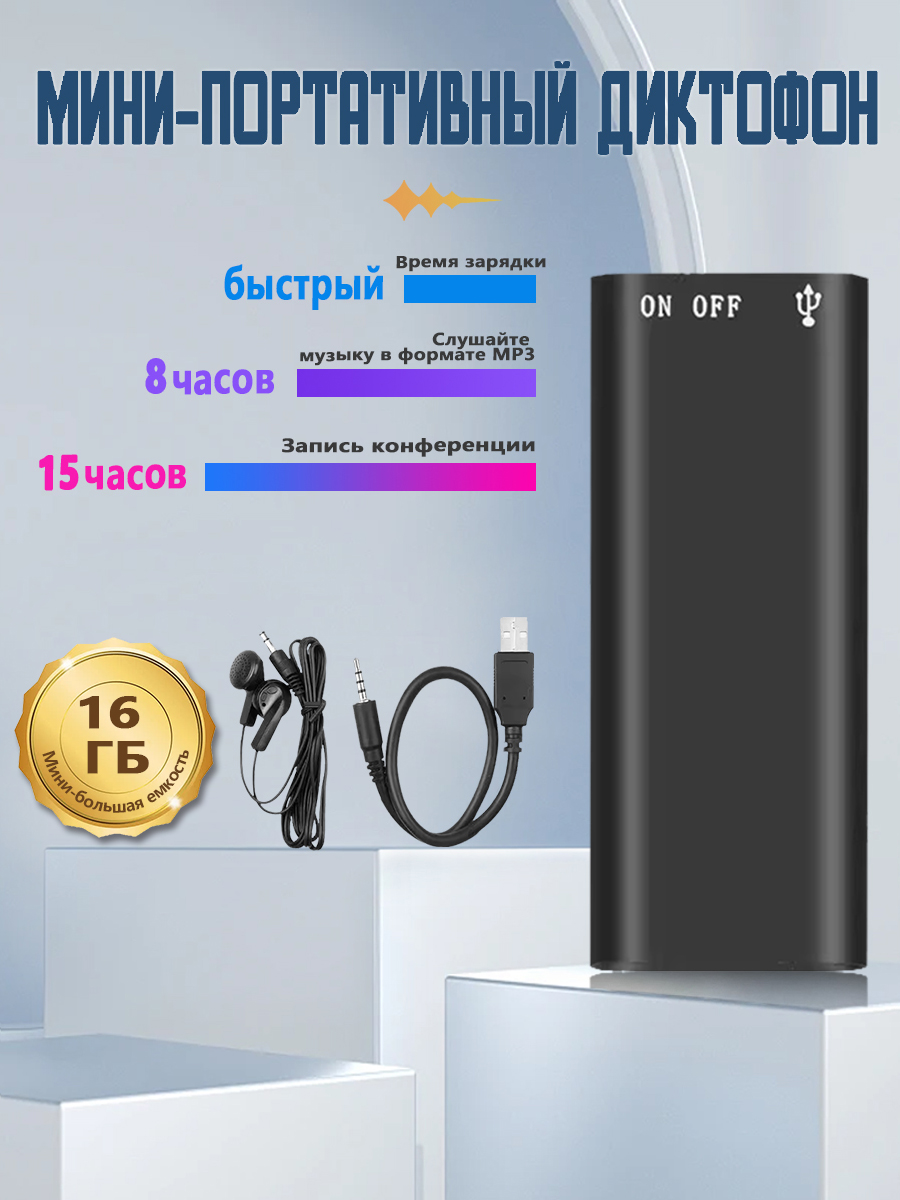 МИНИ-ПОРТАТИВНЫЙ ДИКТОФОН
Время зарядки
быстрый
Слушайте
музыку в формате MP3
8 часов
Запись конференции
15 часов
ON OFF
16
ГБ
Мини-большая емкость